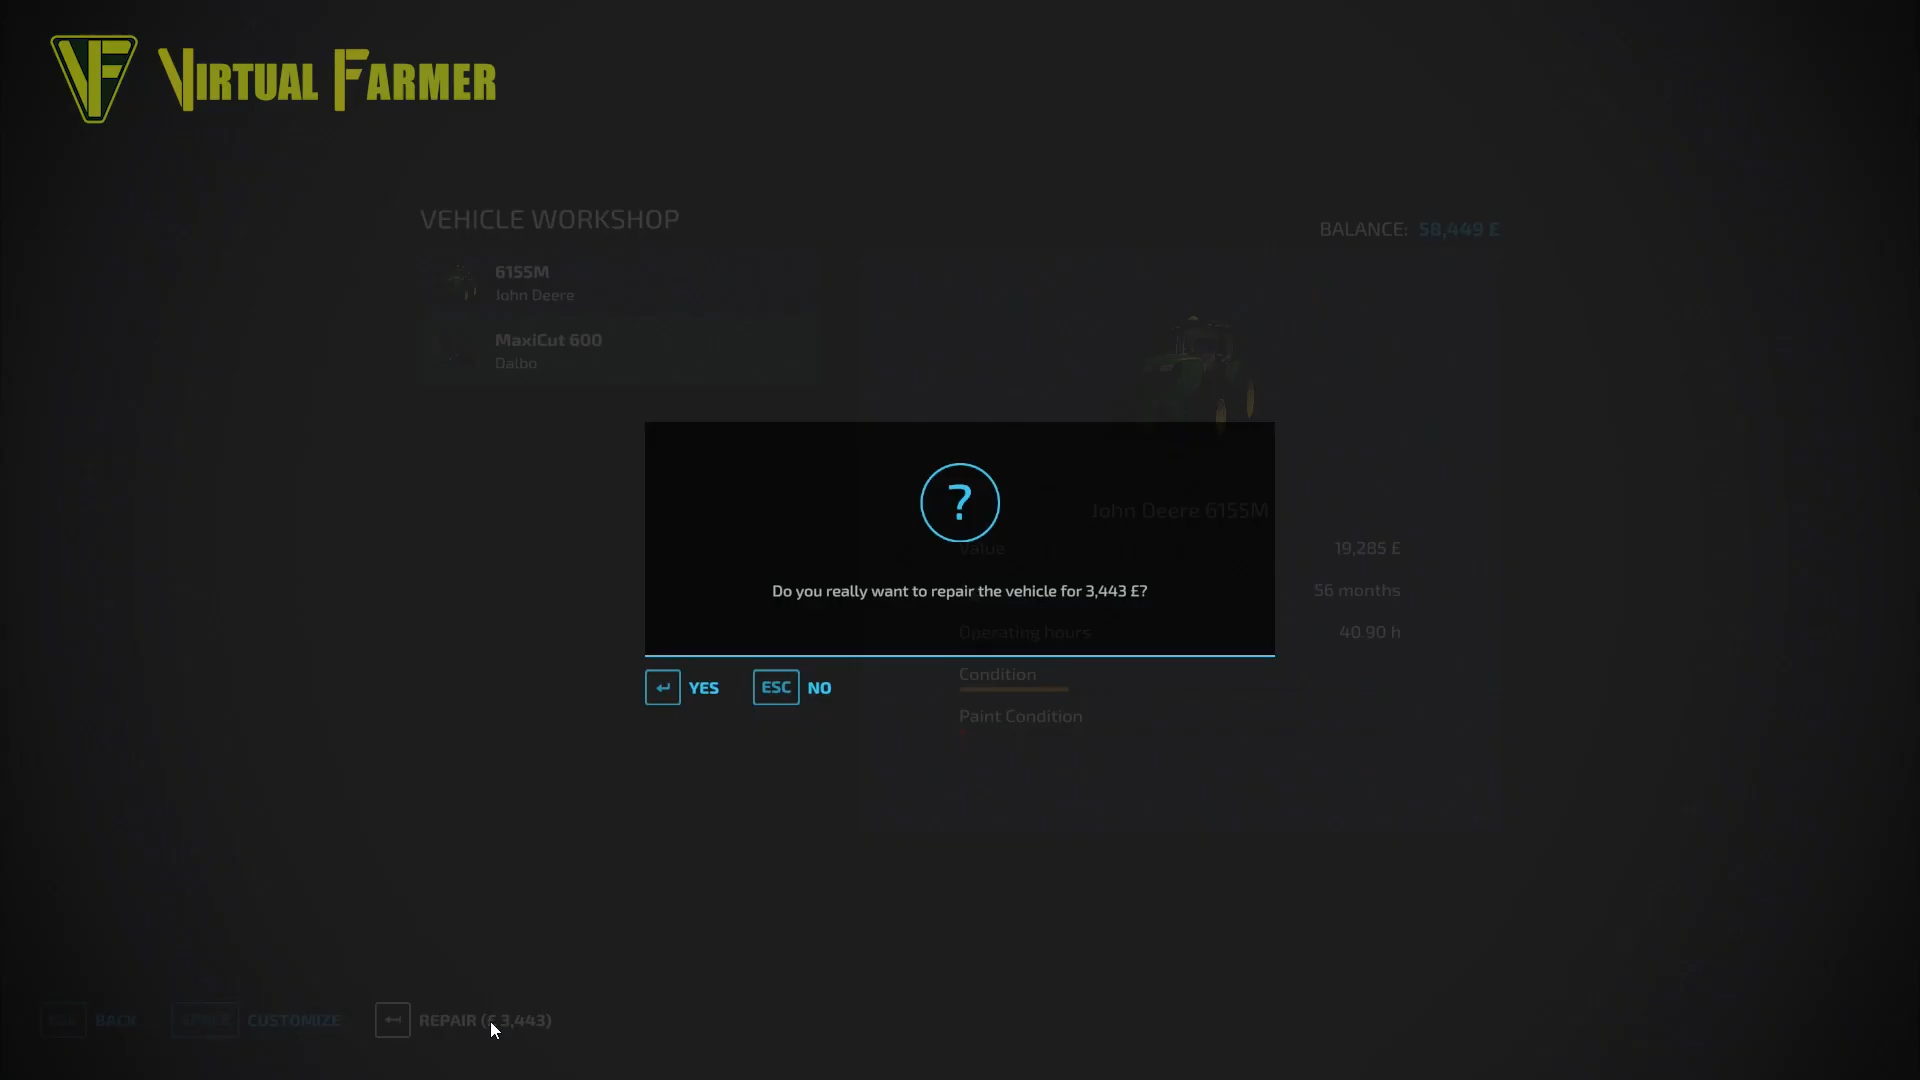 VF VIRTUAL FARMER
VEHICLE WORKSHOP
BALANCE: 58,449 £
6155M
John Deere
MaxiCut 600
Dalbo
?
John Deere 6155M
Value 19,285 £
Do you really want to repair the vehicle for 3,443 £?
56 months
Operating hours 40.90 h
Condition
↵ YES ESC NO
Paint Condition
BACK SPACE CUSTOMIZE REPAIR (£ 3,443)